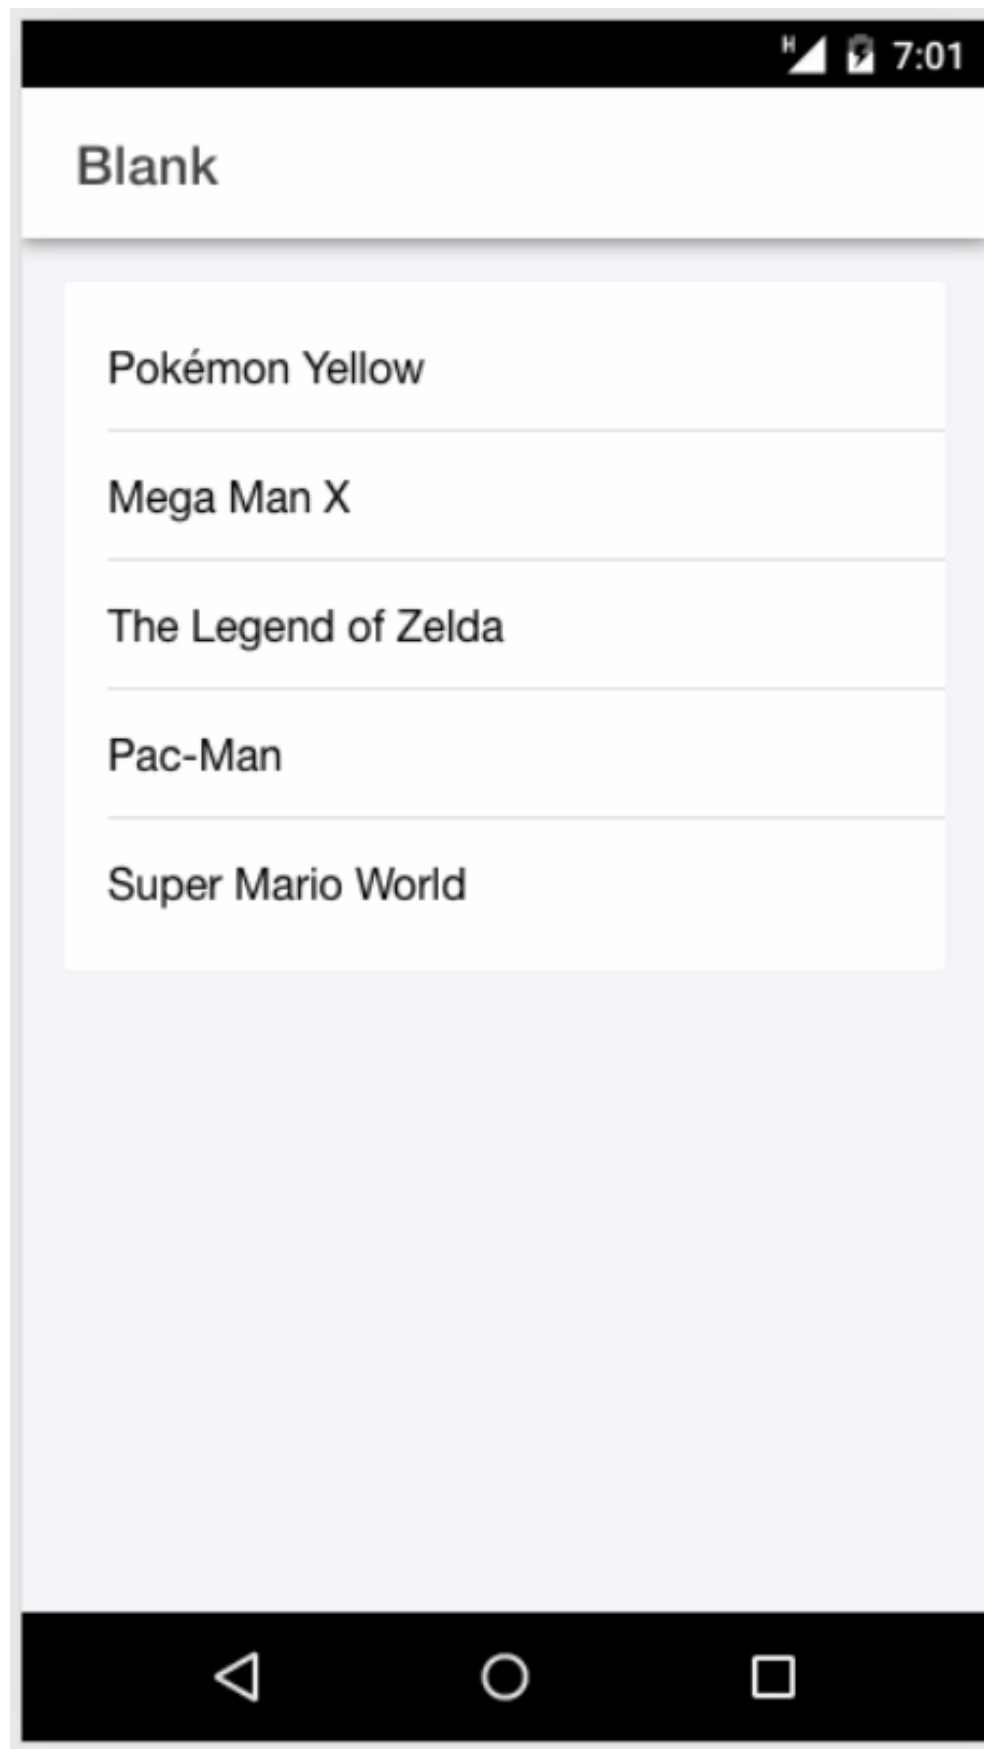 H 7:01
Blank
Pokémon Yellow
Mega Man X
The Legend of Zelda
Pac-Man
Super Mario World